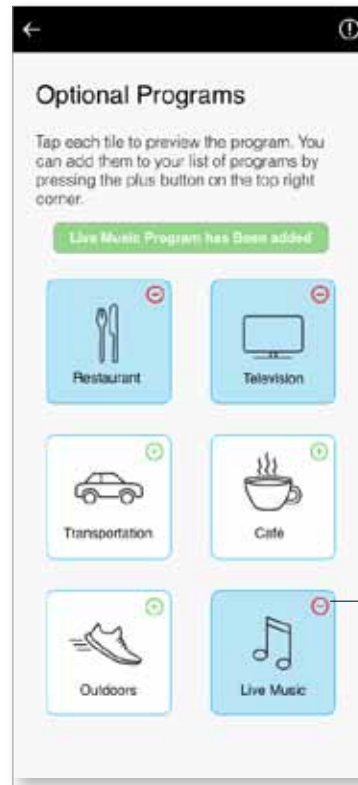 Optional Programs
Tap each tile to preview the program. You
can add them to your list of programs by
pressing the plus button on the top right
corner.
Live Music Program has Been added
Restaurant
Television
Transportation
Café
Outdoors
Live Music